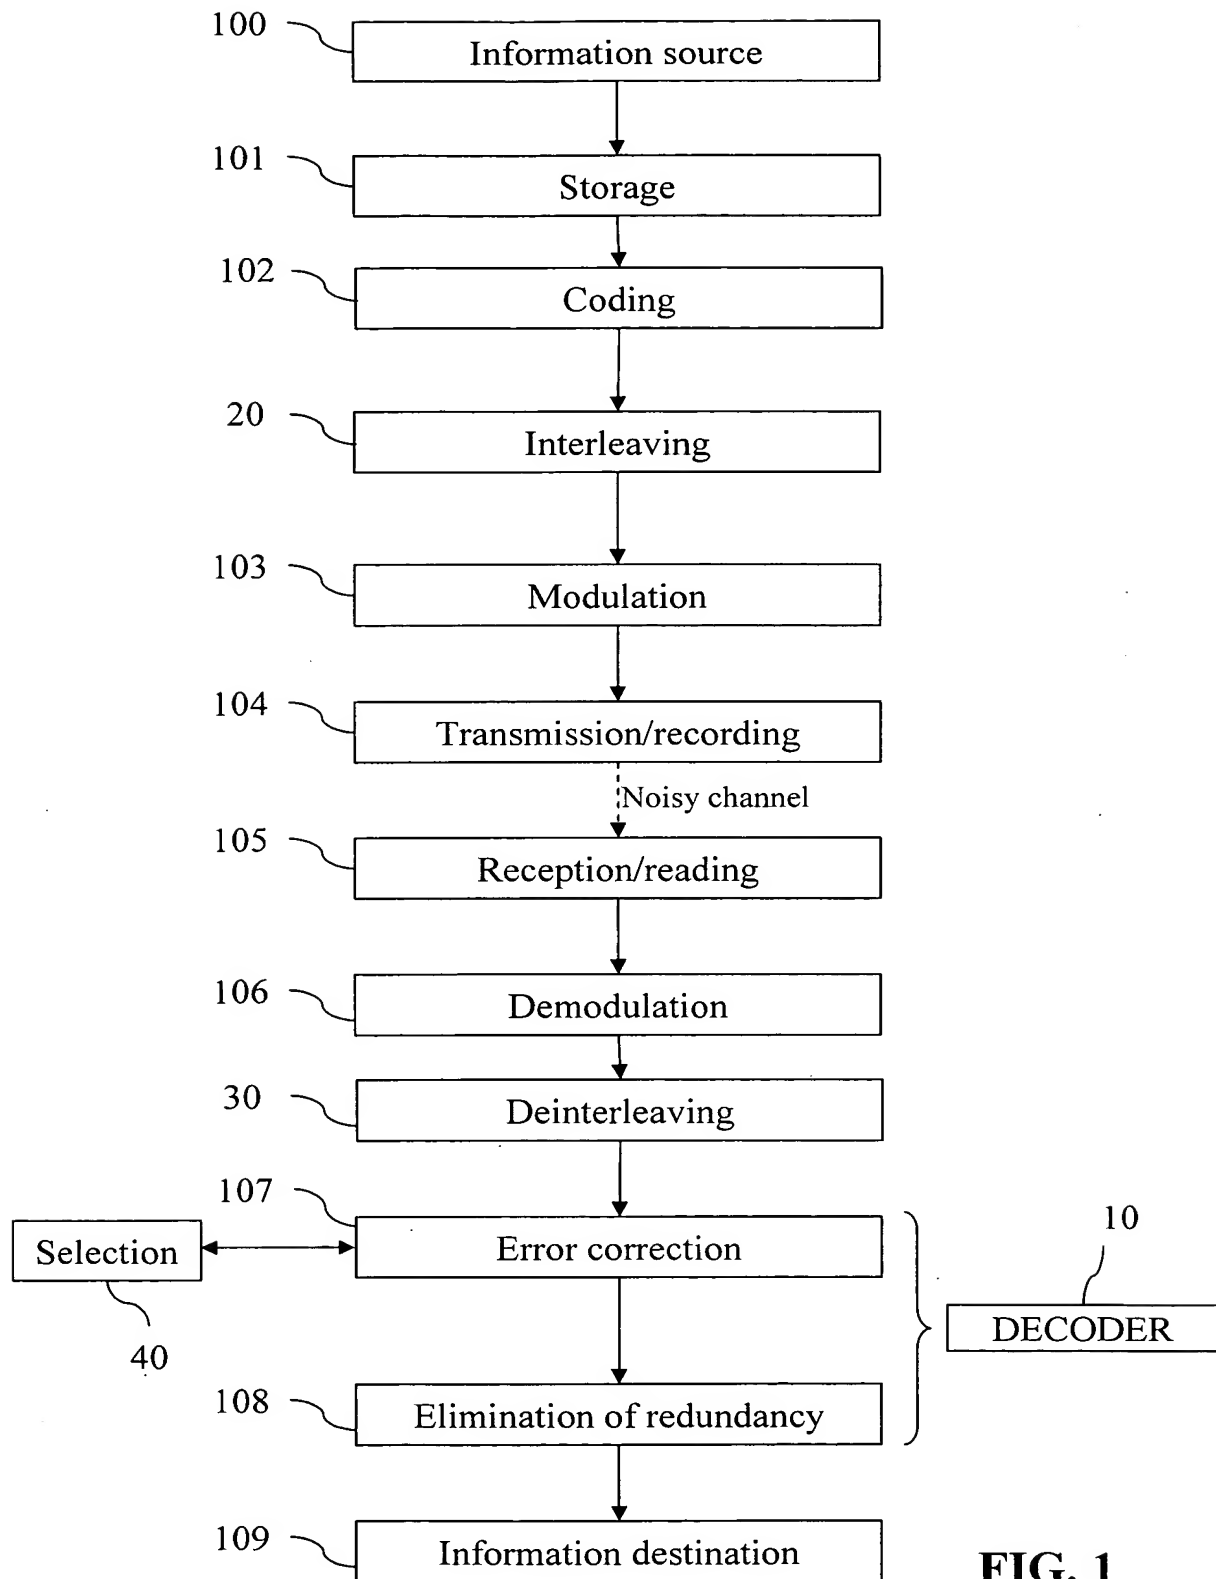 100
Information source
101
Storage
102
Coding
20
Interleaving
103
Modulation
104
Transmission/recording
Noisy channel
105
Reception/reading
106
Demodulation
30
Deinterleaving
107
Error correction
Selection
40
10
DECODER
108
Elimination of redundancy
109
Information destination
FIG. 1